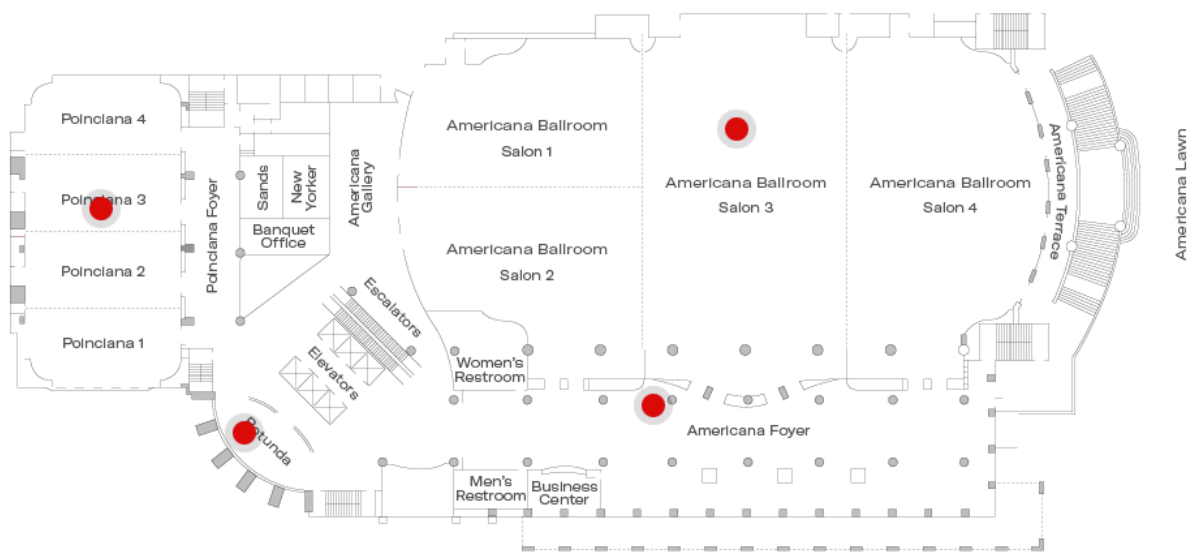 Poinciana 4
Poinciana 3
Poinciana 2
Poinciana 1
Poinciana Foyer
Sands
New
Yorker
Banquet
Office
Americana
Gallery
Escalators
Elevators
Rotunda
Americana Ballroom
Salon 1
Americana Ballroom
Salon 2
Americana Ballroom
Salon 3
Americana Ballroom
Salon 4
Americana Terrace
Americana Lawn
Women's
Restroom
Americana Foyer
Men's
Restroom
Business
Center